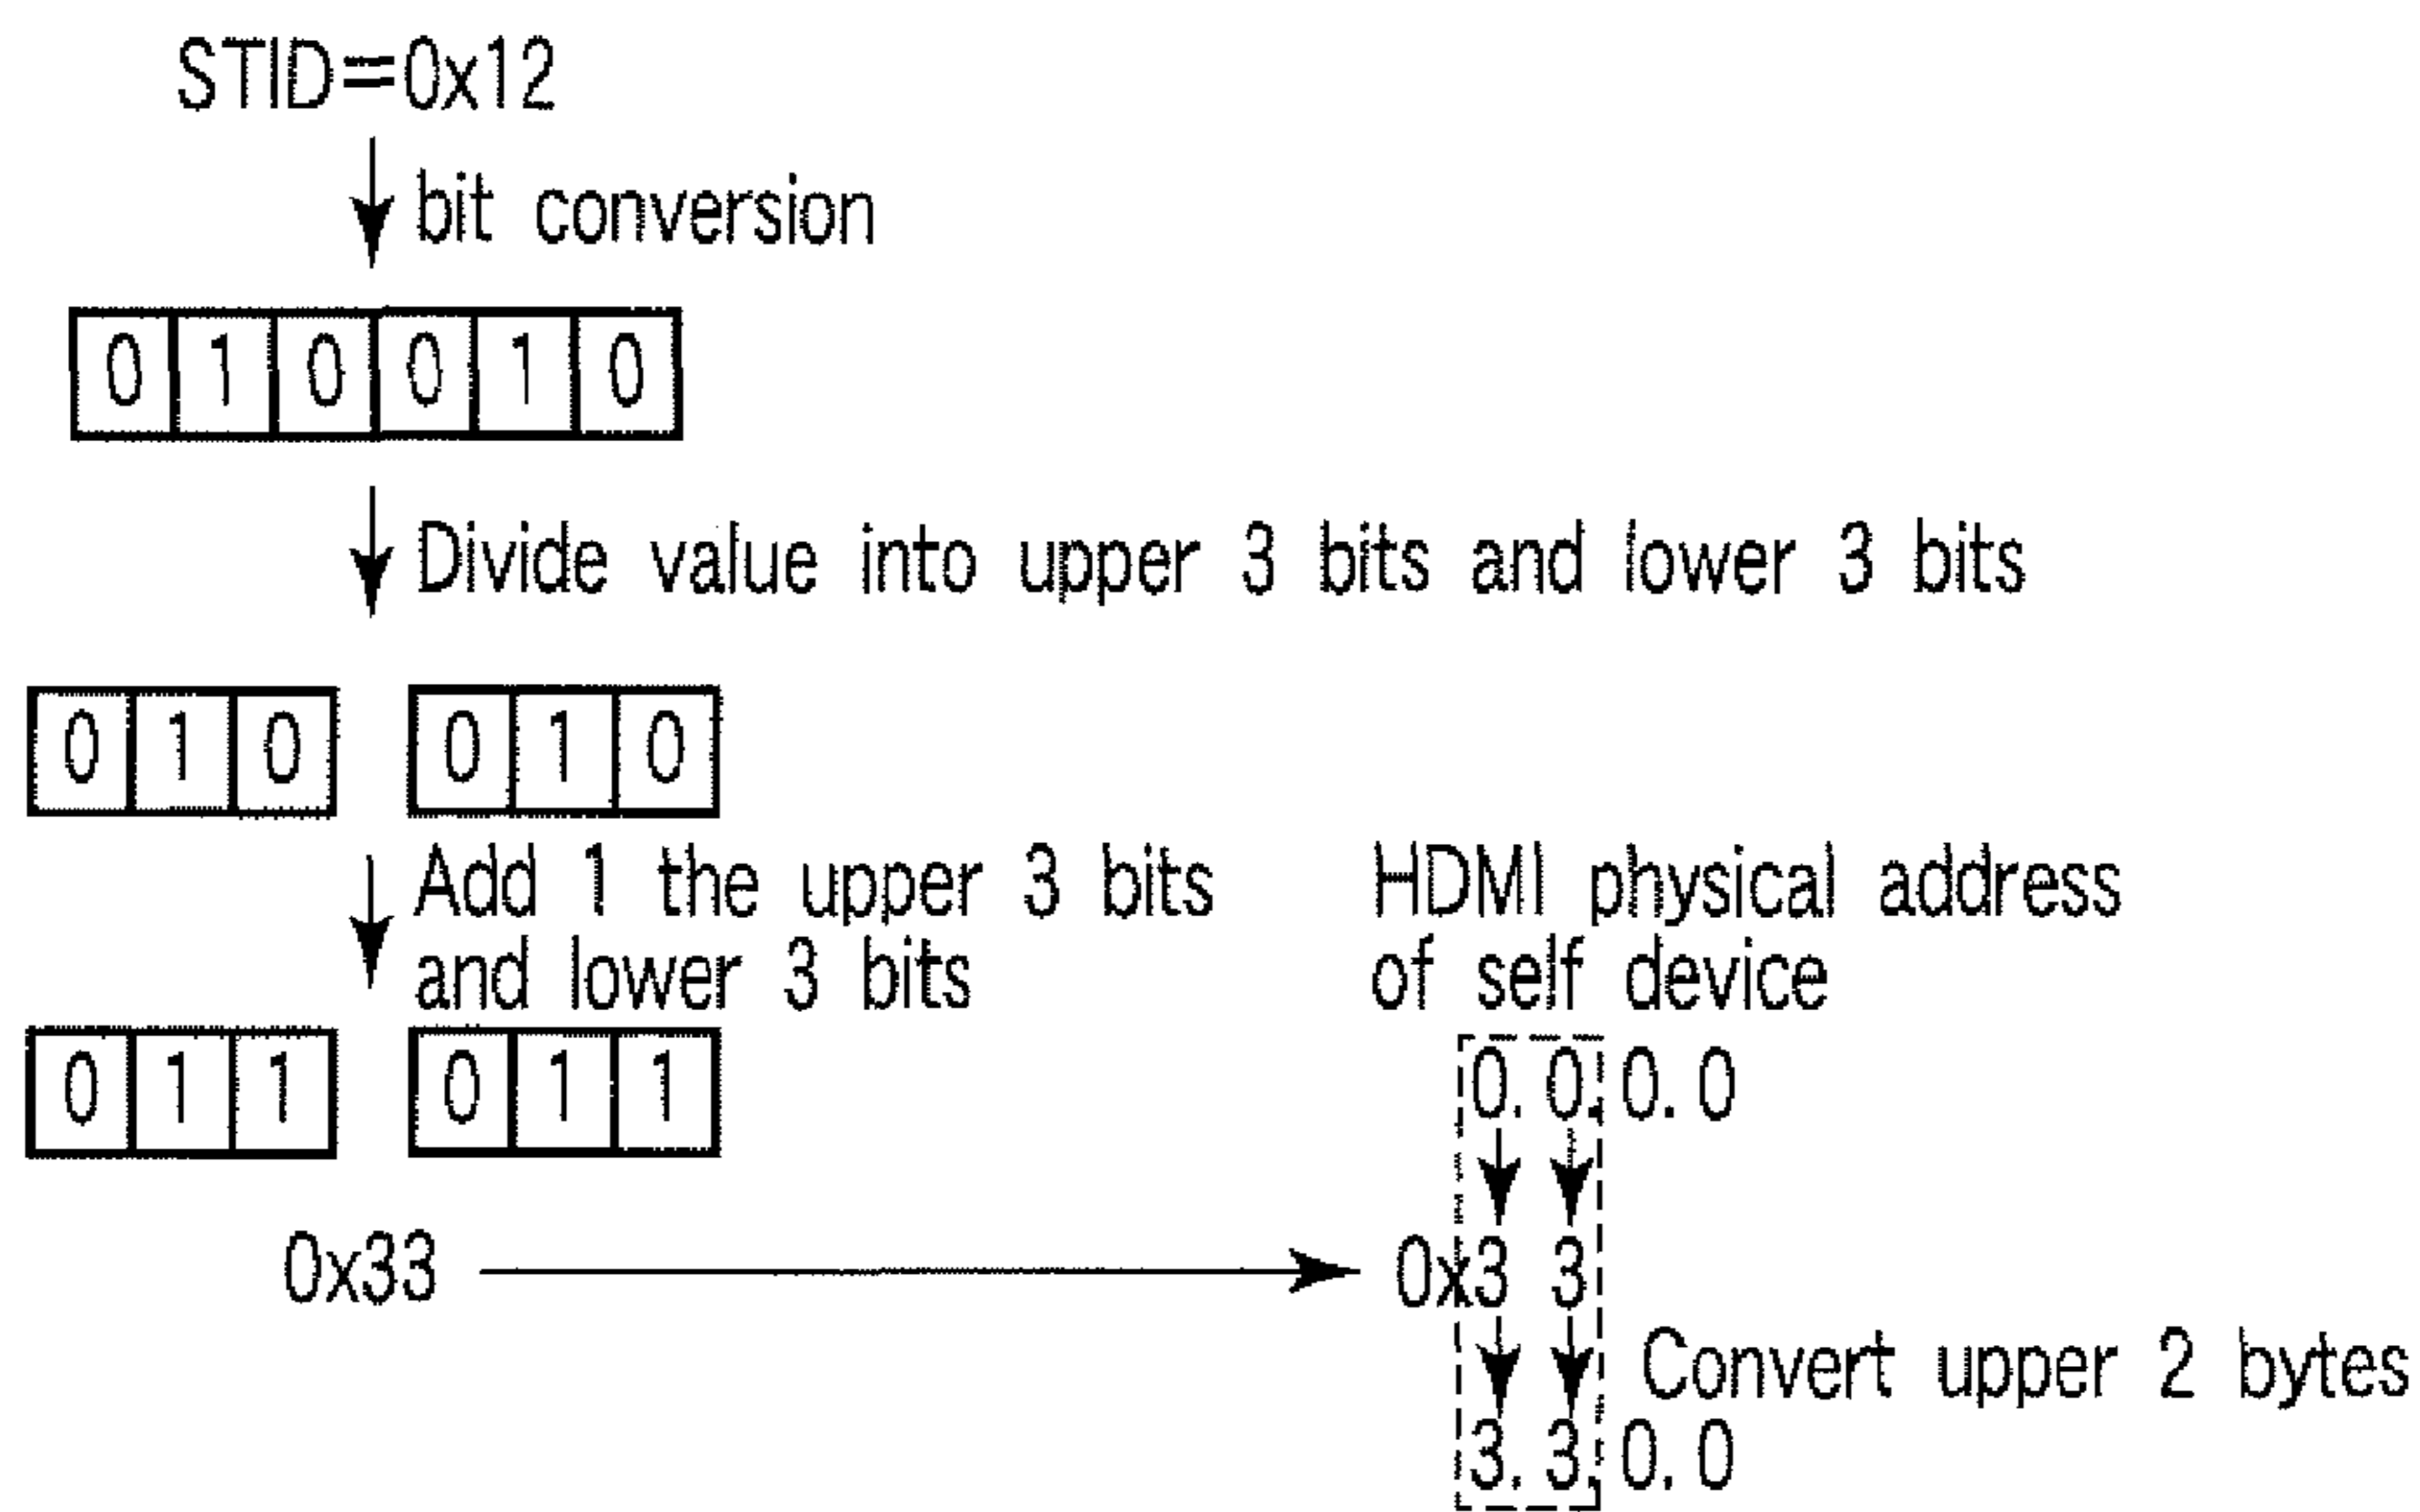 STID=0x12
bit conversion
0 1 0 0 1 0
Divide value into upper 3 bits and lower 3 bits
0 1 0 0 1 0
Add 1 the upper 3 bits
and lower 3 bits
0 1 1 0 1 1
0x33
HDMI physical address
of self device
0. 0. 0. 0
0x3 3
Convert upper 2 bytes
3. 3. 0. 0